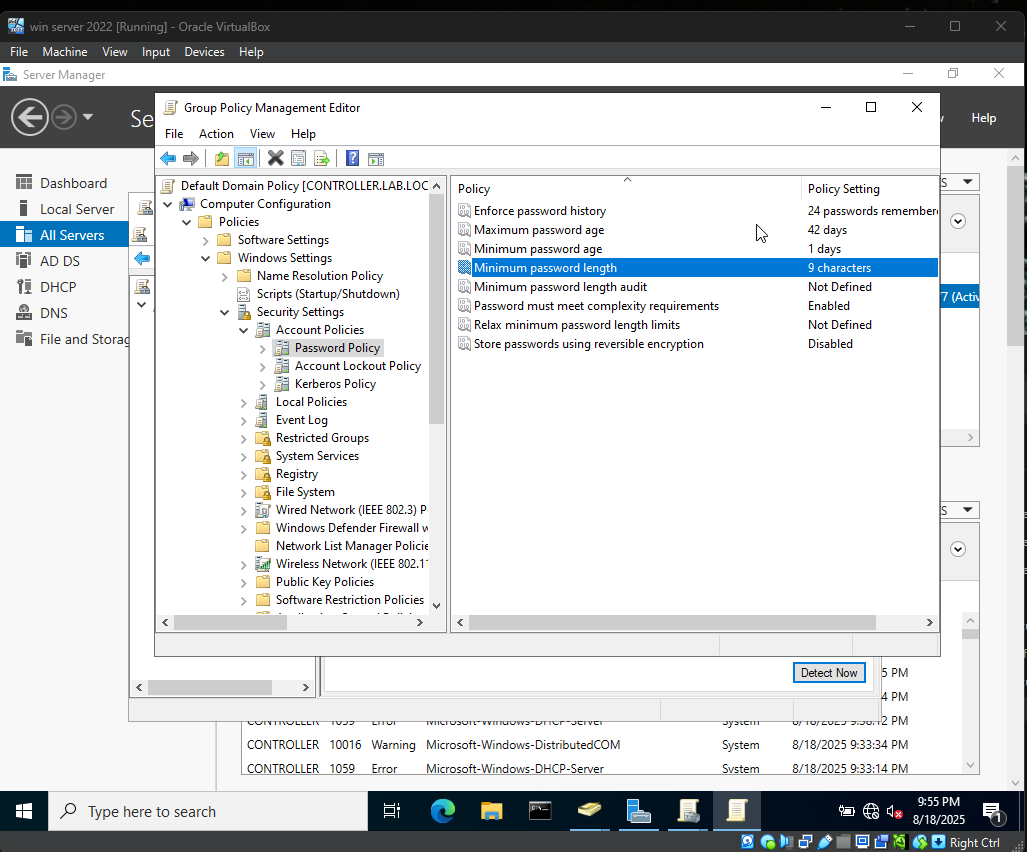 win server 2022 [Running] - Oracle VirtualBox
File Machine View Input Devices Help
Server Manager
Se
Help
Dashboard
Local Server
All Servers
AD DS
DHCP
DNS
File and Storag
Group Policy Management Editor
File Action View Help
Default Domain Policy [CONTROLLER.LAB.LOC
Computer Configuration
Policies
Software Settings
Windows Settings
Name Resolution Policy
Scripts (Startup/Shutdown)
Security Settings
Account Policies
Password Policy
Account Lockout Policy
Kerberos Policy
Local Policies
Event Log
Restricted Groups
System Services
Registry
File System
Wired Network (IEEE 802.3) P
Windows Defender Firewall w
Network List Manager Policie
Wireless Network (IEEE 802.11
Public Key Policies
Software Restriction Policies
Policy Policy Setting
Enforce password history 24 passwords remember
Maximum password age 42 days
Minimum password age 1 days
Minimum password length 9 characters
Minimum password length audit Not Defined
Password must meet complexity requirements Enabled
Relax minimum password length limits Not Defined
Store passwords using reversible encryption Disabled
S
7 (Activ
S
Detect Now
5 PM
4 PM
CONTROLLER 1059 Error Microsoft-Windows-DHCP-Server System 8/18/2025 9:38:12 PM
CONTROLLER 10016 Warning Microsoft-Windows-DistributedCOM System 8/18/2025 9:33:34 PM
CONTROLLER 1059 Error Microsoft-Windows-DHCP-Server System 8/18/2025 9:33:14 PM
Type here to search
9:55 PM
8/18/2025
1
Right Ctrl